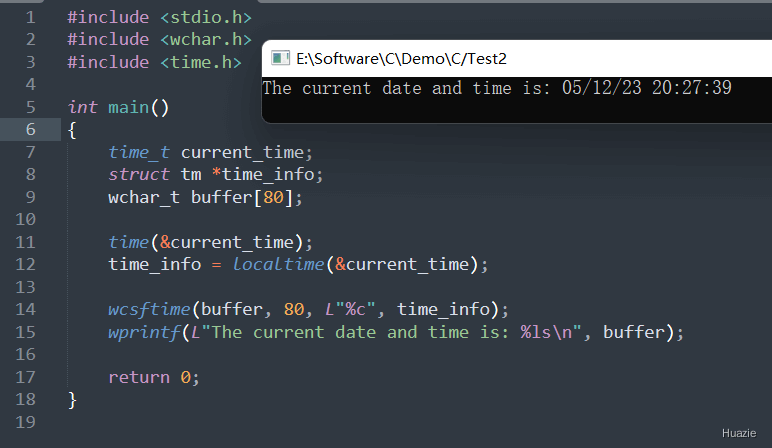 1 #include <stdio.h>
2 #include <wchar.h>
3 #include <time.h>
4
5 int main()
6 {
7     time_t current_time;
8     struct tm *time_info;
9     wchar_t buffer[80];
10
11     time(&current_time);
12     time_info = localtime(&current_time);
13
14     wcsftime(buffer, 80, L"%c", time_info);
15     wprintf(L"The current date and time is: %ls\n", buffer);
16
17     return 0;
18 }
19
E:\Software\C\Demo\C/Test2
The current date and time is: 05/12/23 20:27:39
Huazie